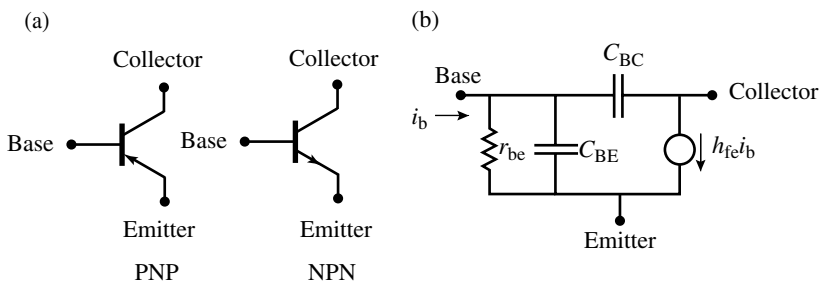 (a)
Collector
Base
Emitter
PNP
Collector
Base
Emitter
NPN
(b)
C_BC
Base
Collector
i_b
r_be
C_BE
h_fe i_b
Emitter